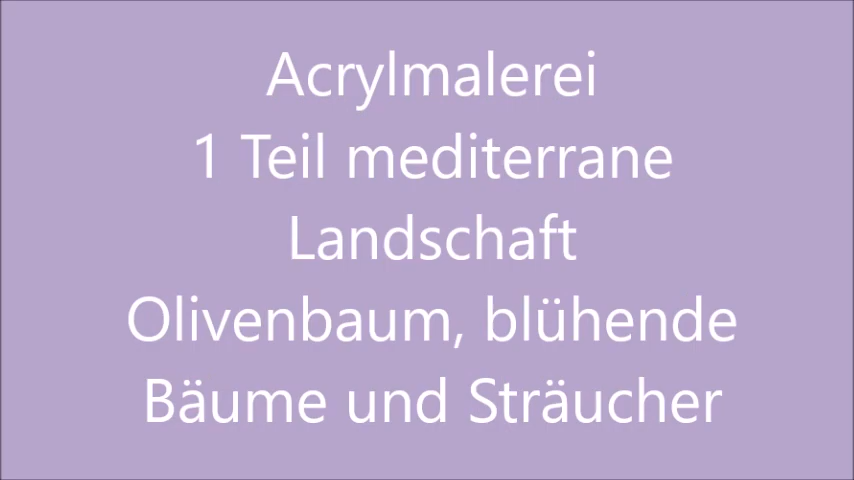 Acrylmalerei
1 Teil mediterrane
Landschaft
Olivenbaum, blühende
Bäume und Sträucher